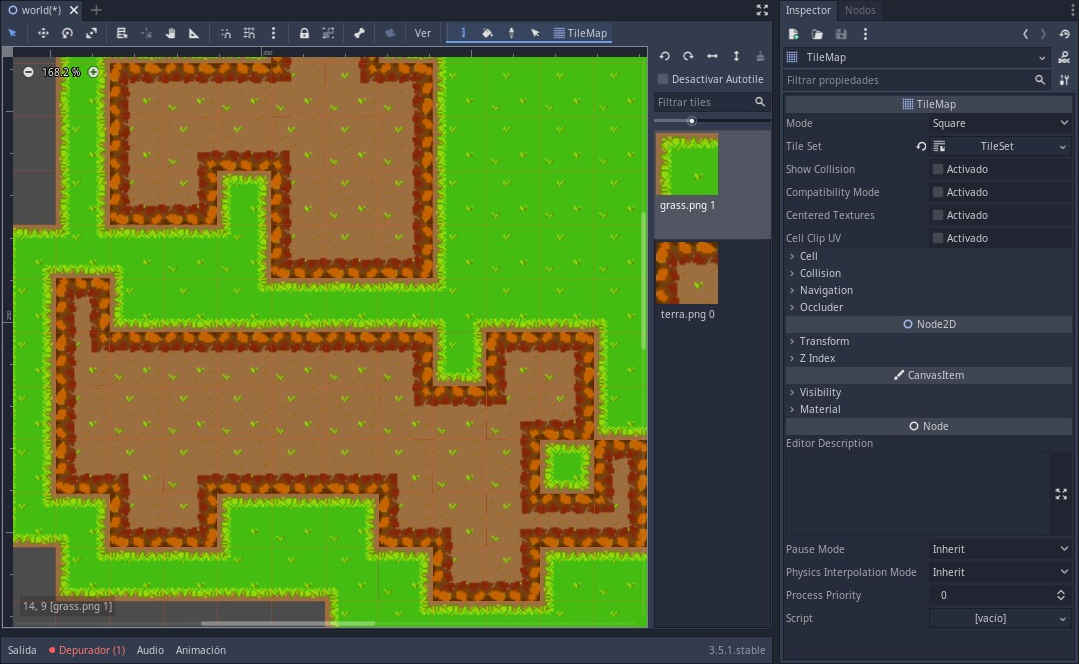 world(*)
Ver
TileMap
250
168.2 %
250
14, 9 [grass.png 1]
Desactivar Autotile
Filtrar tiles
grass.png 1
terra.png 0
Salida
Depurador (1)
Audio
Animación
3.5.1.stable
Inspector
Nodos
TileMap
Filtrar propiedades
TileMap
Mode Square
Tile Set TileSet
Show Collision Activado
Compatibility Mode Activado
Centered Textures Activado
Cell Clip UV Activado
Cell
Collision
Navigation
Occluder
Node2D
Transform
Z Index
CanvasItem
Visibility
Material
Node
Editor Description
Pause Mode Inherit
Physics Interpolation Mode Inherit
Process Priority 0
Script [vacío]